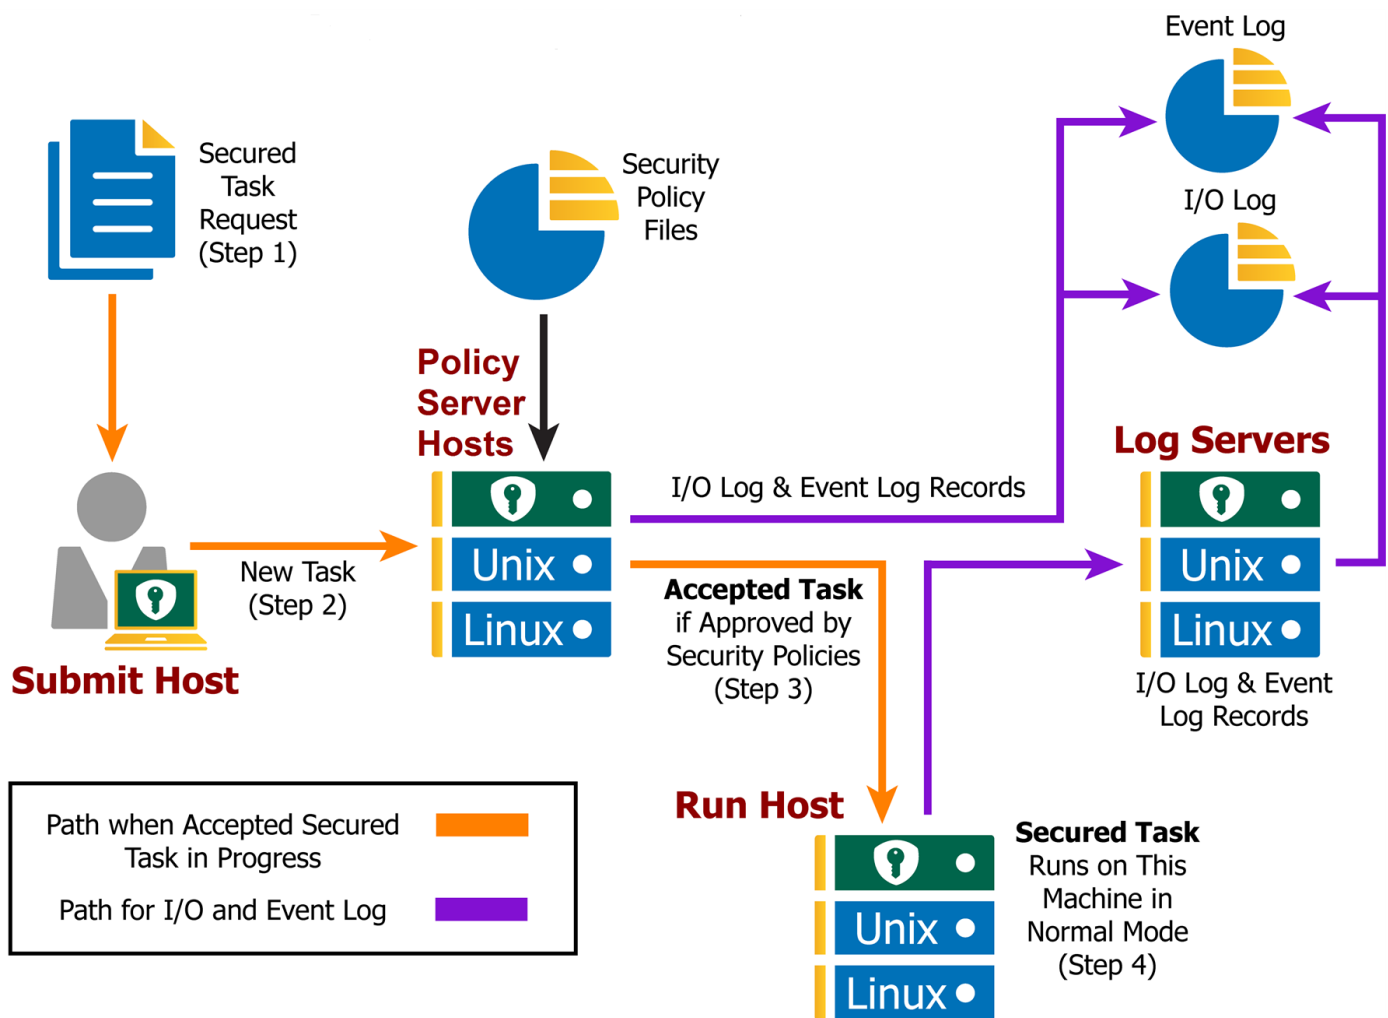 Event Log
Secured
Task
Request
(Step 1)
Security
Policy
Files
I/O Log
Policy
Server
Hosts
Log Servers
I/O Log & Event Log Records
New Task
(Step 2)
Unix
Linux
Accepted Task
if Approved by
Security Policies
(Step 3)
Unix
Linux
I/O Log & Event
Log Records
Submit Host
Path when Accepted Secured
Task in Progress
Path for I/O and Event Log
Run Host
Unix
Linux
Secured Task
Runs on This
Machine in
Normal Mode
(Step 4)